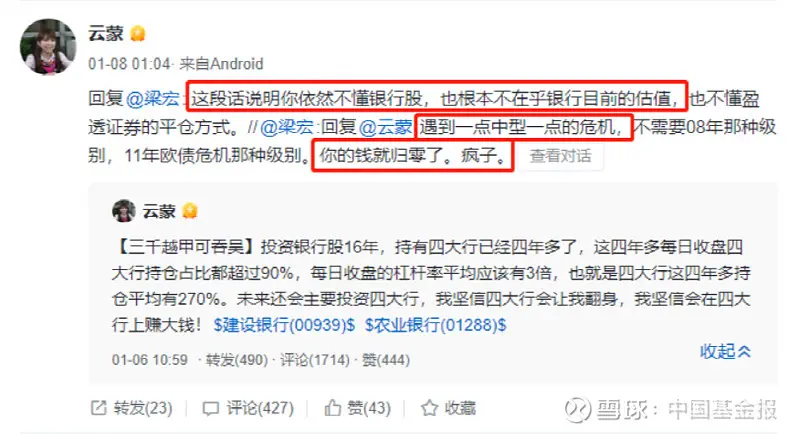 云蒙
01-08 01:04· 来自Android
回复@梁宏:这段话说明你依然不懂银行股，也根本不在乎银行目前的估值，也不懂盈
透证券的平仓方式。//@梁宏:回复@云蒙:遇到一点中型一点的危机，不需要08年那种级
别，11年欧债危机那种级别。你的钱就归零了。疯子。 查看对话
云蒙
【三千越甲可吞吴】投资银行股16年，持有四大行已经四年多了，这四年多每日收盘四
大行持仓占比都超过90%，每日收盘的杠杆率平均应该有3倍，也就是四大行这四年多持
仓平均有270%。未来还会主要投资四大行，我坚信四大行会让我翻身，我坚信会在四大
行上赚大钱！$建设银行(00939)$ $农业银行(01288)$
收起
01-06 10:59 · 转发(490) · 评论(1714) · 赞(444)
转发(23) 评论(427) 赞(43) 收藏
雪球：中国基金报